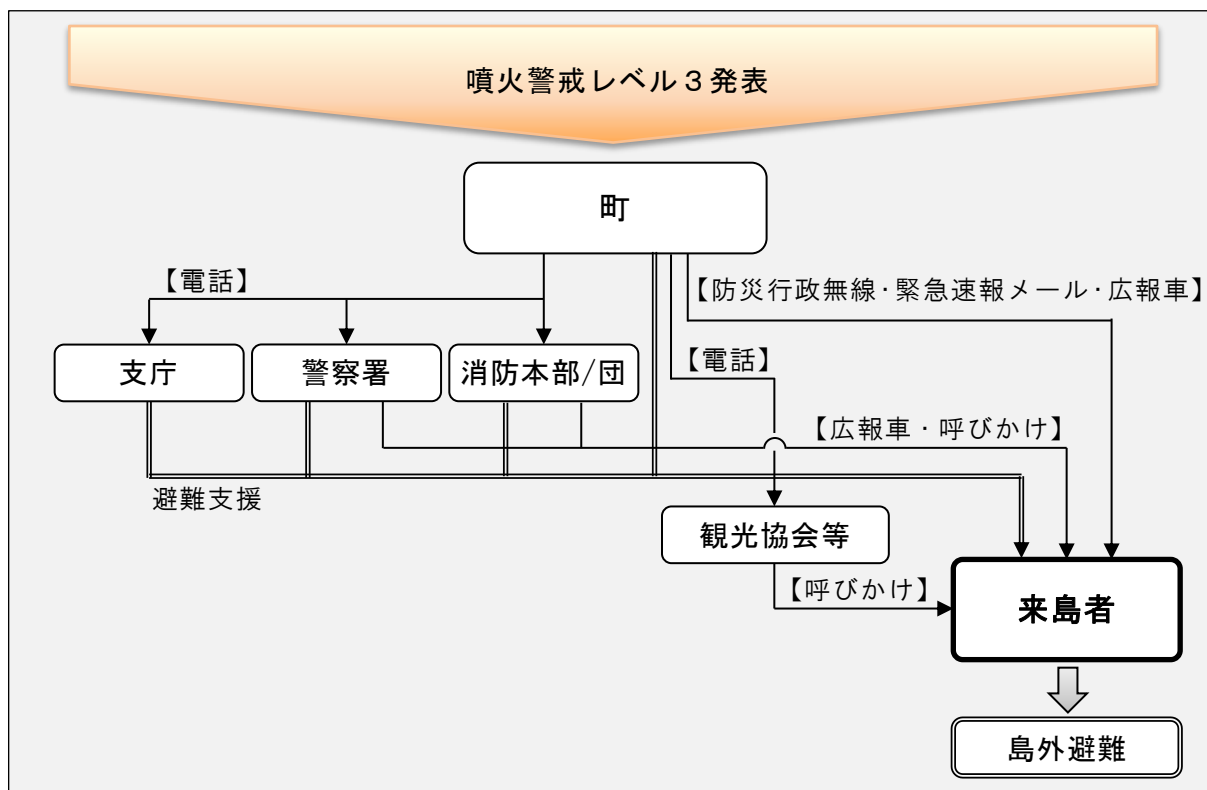 噴火警戒レベル３発表
町
【電話】
【防災行政無線・緊急速報メール・広報車】
支庁
警察署
消防本部/団
【電話】
【広報車・呼びかけ】
避難支援
観光協会等
【呼びかけ】
来島者
島外避難